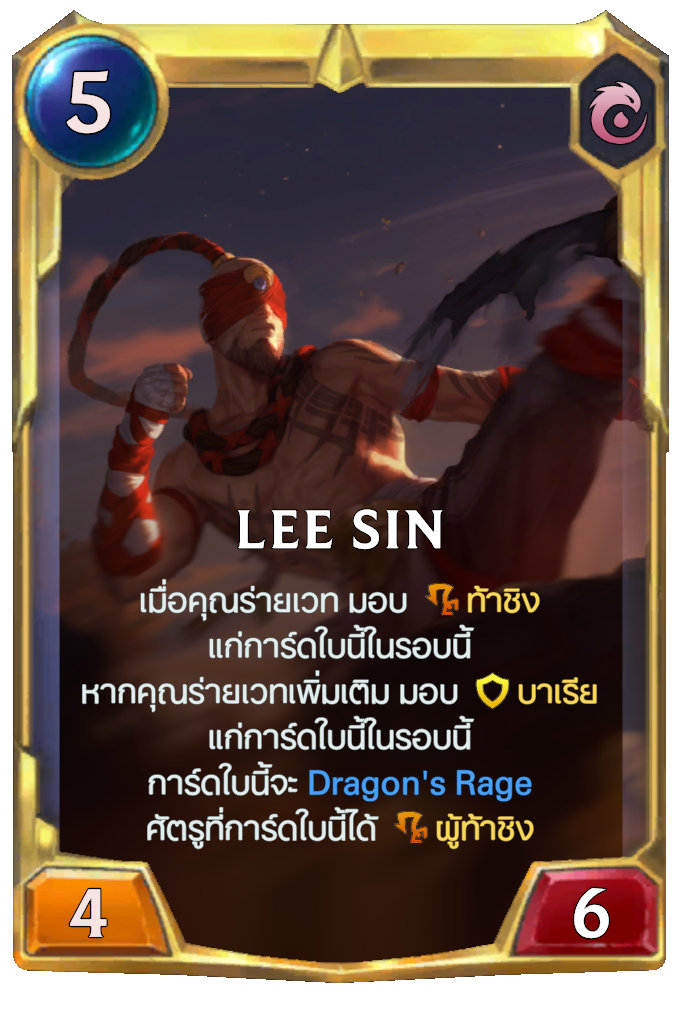 5
LEE SIN
เมื่อคุณร่ายเวท มอบ ท้าชิง
แก่การ์ดใบนี้ในรอบนี้
หากคุณร่ายเวทเพิ่มเติม มอบ บาเรีย
แก่การ์ดใบนี้ในรอบนี้
การ์ดใบนี้จะ Dragon's Rage
ศัตรูที่การ์ดใบนี้ได้ ผู้ท้าชิง
4
6